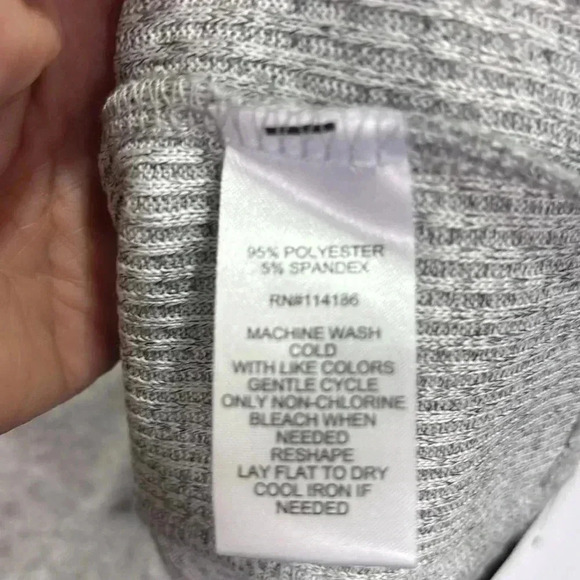 95% POLYESTER
5% SPANDEX
RN#114186
MACHINE WASH
COLD
WITH LIKE COLORS
GENTLE CYCLE
ONLY NON-CHLORINE
BLEACH WHEN
NEEDED
RESHAPE
LAY FLAT TO DRY
COOL IRON IF
NEEDED